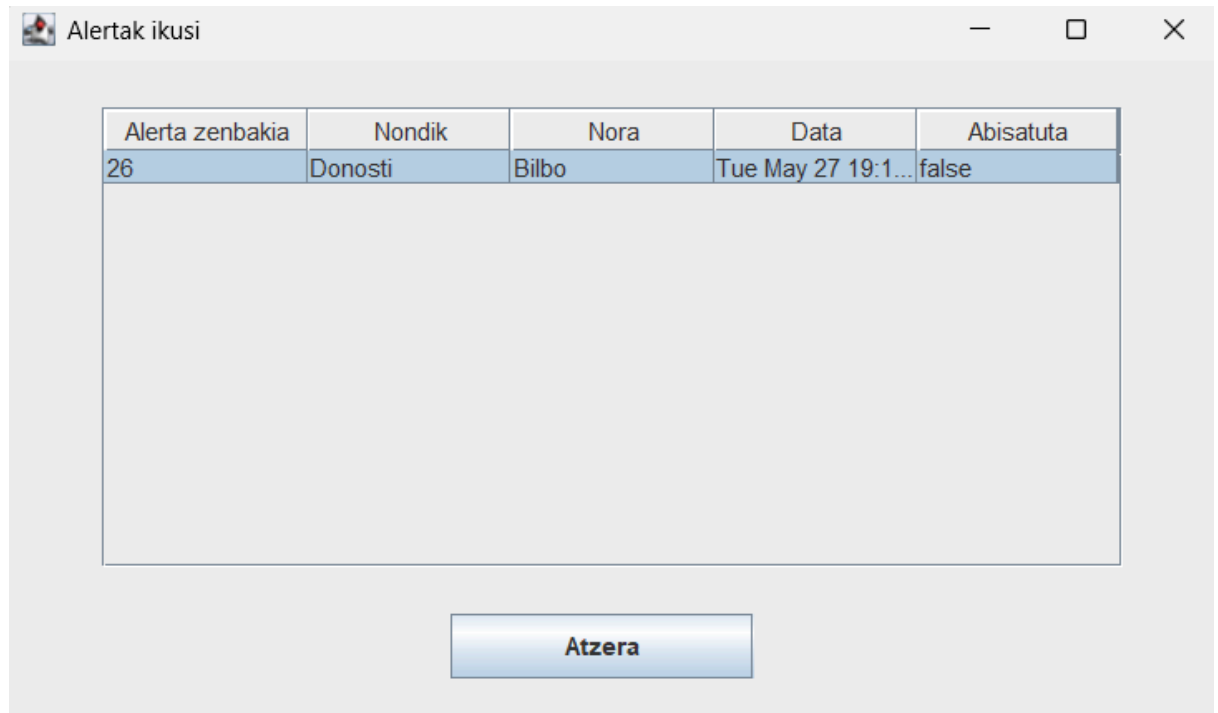 Alertak ikusi
Alerta zenbakia Nondik Nora Data Abisatuta
26 Donosti Bilbo Tue May 27 19:1... false
Atzera